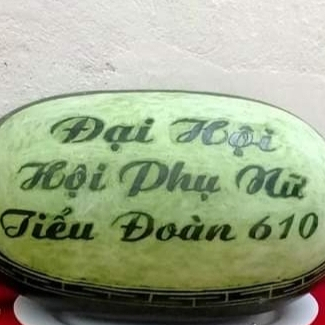 Đại Hội
Hội Phụ Nữ
Tiểu Đoàn 610